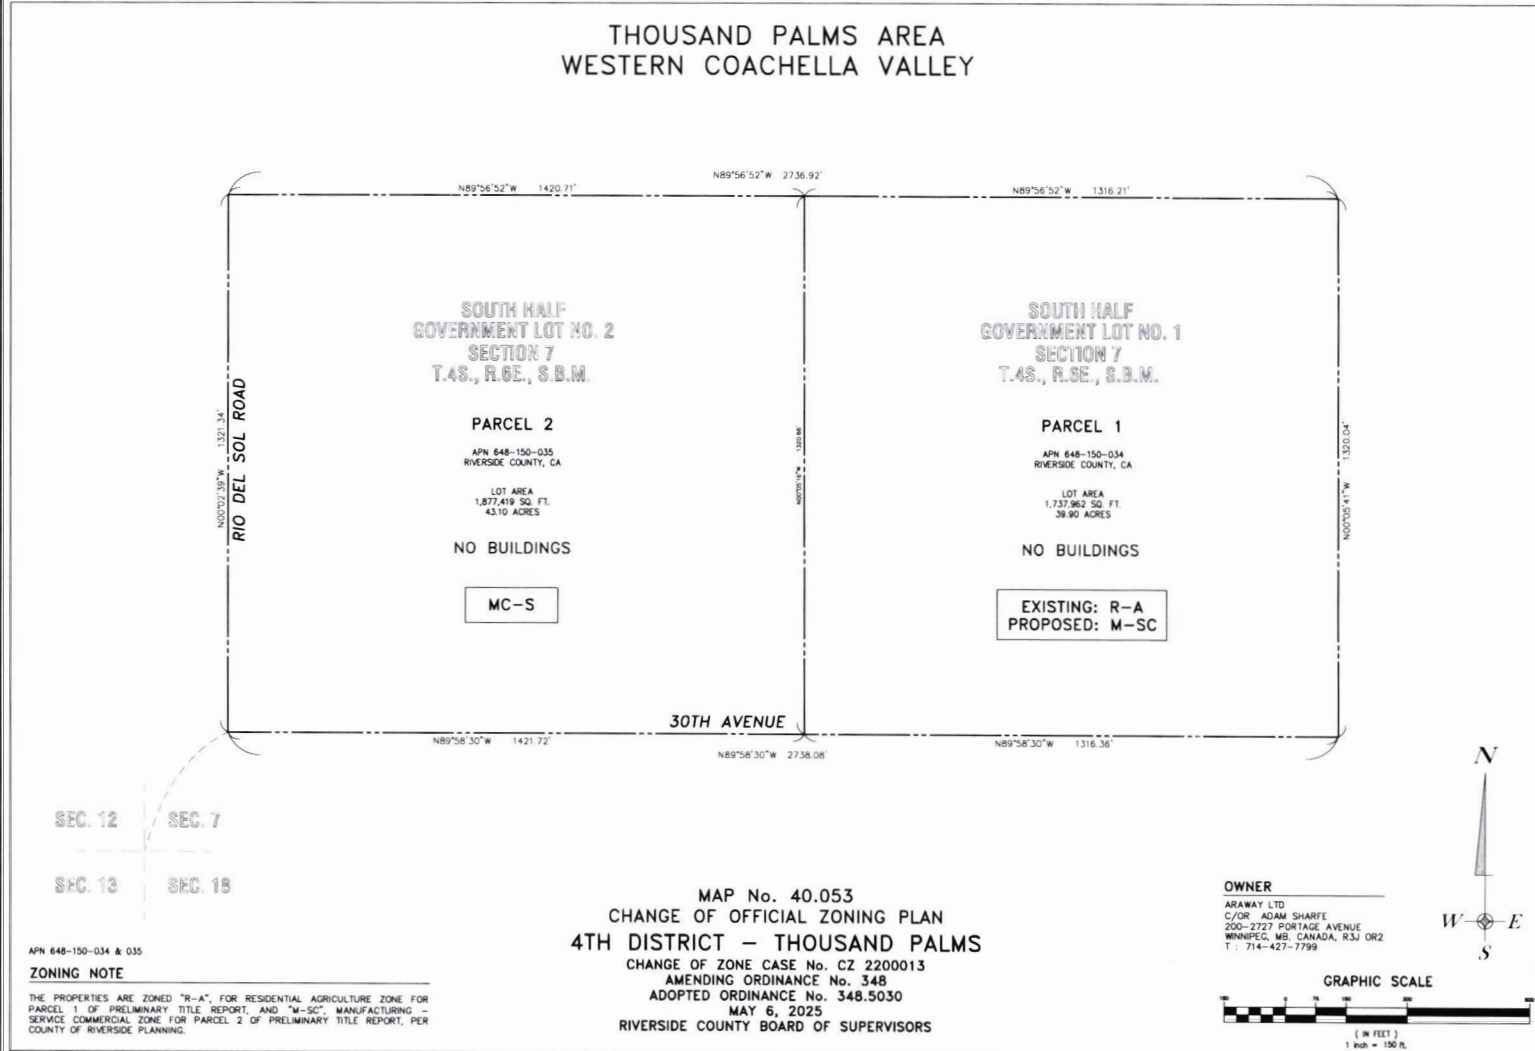 THOUSAND PALMS AREA
WESTERN COACHELLA VALLEY
N89°56'52"W 2736.92'
N89°56'52"W 1420.71'
N89°56'52"W 1316.21'
SOUTH HALF
GOVERNMENT LOT NO. 2
SECTION 7
T.4S., R.6E., S.B.M.
PARCEL 2
APN 648-150-035
RIVERSIDE COUNTY, CA
LOT AREA
1,877,419 SQ. FT.
43.10 ACRES
NO BUILDINGS
MC-S
N00°02'39"W 1321.34'
RIO DEL SOL ROAD
N00°05'16"W 1320.66'
SOUTH HALF
GOVERNMENT LOT NO. 1
SECTION 7
T.4S., R.6E., S.B.M.
PARCEL 1
APN 648-150-034
RIVERSIDE COUNTY, CA
LOT AREA
1,737,962 SQ. FT.
39.90 ACRES
NO BUILDINGS
EXISTING: R-A
PROPOSED: M-SC
N00°05'41"W 1320.04'
30TH AVENUE
N89°58'30"W 1421.72'
N89°58'30"W 2738.08'
N89°58'30"W 1316.36'
SEC. 12 SEC. 7
SEC. 13 SEC. 18
APN 648-150-034 & 035
ZONING NOTE
THE PROPERTIES ARE ZONED "R-A", FOR RESIDENTIAL AGRICULTURE ZONE FOR
PARCEL 1 OF PRELIMINARY TITLE REPORT, AND "M-SC", MANUFACTURING -
SERVICE COMMERCIAL ZONE FOR PARCEL 2 OF PRELIMINARY TITLE REPORT, PER
COUNTY OF RIVERSIDE PLANNING.
MAP No. 40.053
CHANGE OF OFFICIAL ZONING PLAN
4TH DISTRICT - THOUSAND PALMS
CHANGE OF ZONE CASE No. CZ 2200013
AMENDING ORDINANCE No. 348
ADOPTED ORDINANCE No. 348.5030
MAY 6, 2025
RIVERSIDE COUNTY BOARD OF SUPERVISORS
OWNER
ARAWAY LTD
C/OR ADAM SHARFE
200-2727 PORTAGE AVENUE
WINNIPEG, MB, CANADA, R3J 0R2
T : 714-427-7799
N
W E
S
GRAPHIC SCALE
150 0 75 150 300 600
( IN FEET )
1 inch = 150 ft.